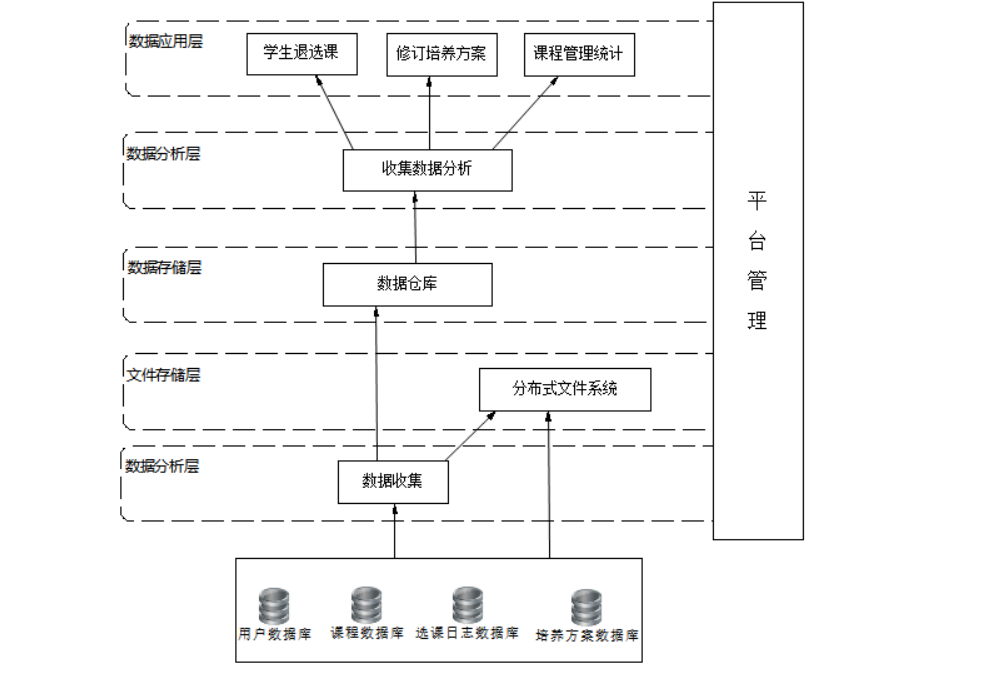 数据应用层
学生退选课
修订培养方案
课程管理统计
数据分析层
收集数据分析
数据存储层
数据仓库
文件存储层
分布式文件系统
数据分析层
数据收集
用户数据库
课程数据库
选课日志数据库
培养方案数据库
平
台
管
理